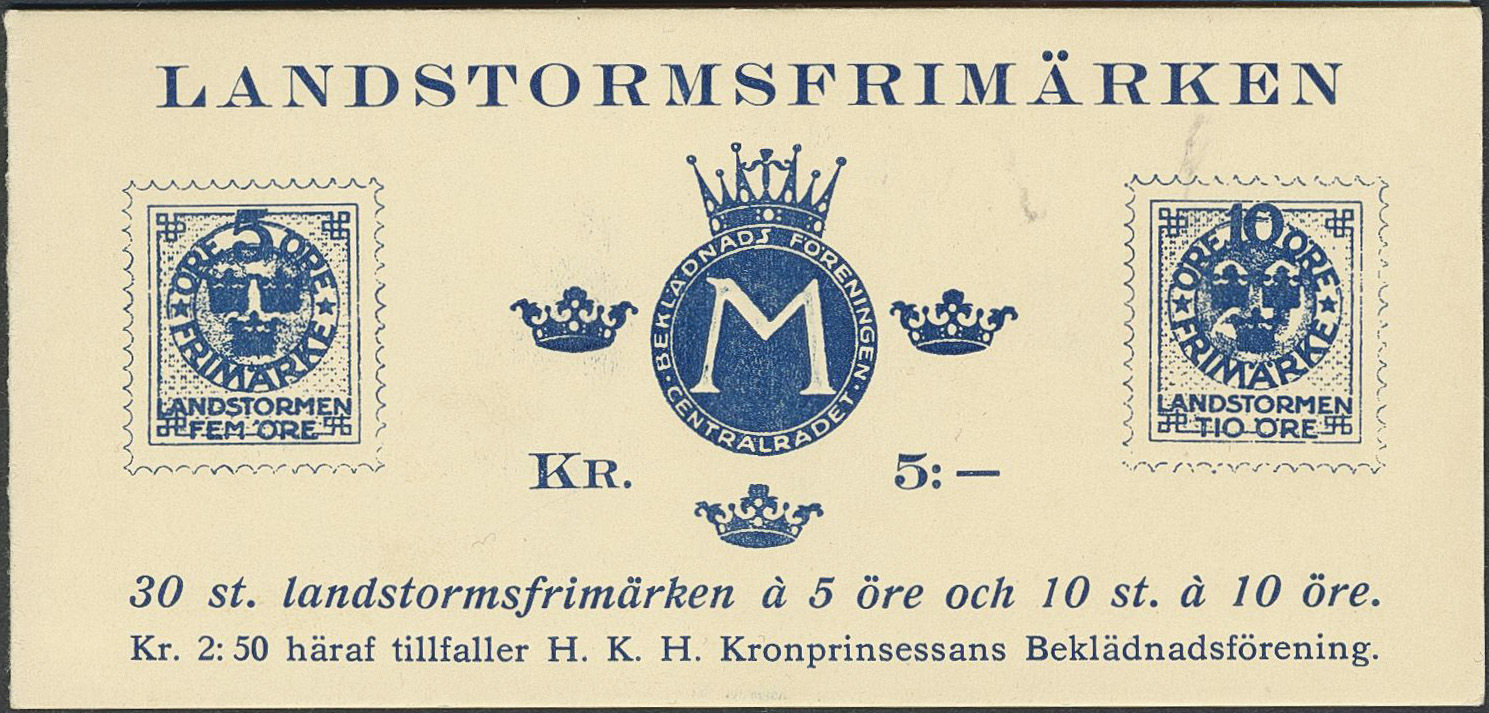 LANDSTORMSFRIMÄRKEN
ÖRE 5 ÖRE
FRIMÄRKE
LANDSTORMEN
FEM ÖRE
BEKLÄDNADS FÖRENINGEN · CENTRALRÅDET ·
M
ÖRE 10 ÖRE
FRIMÄRKE
LANDSTORMEN
TIO ÖRE
KR. 5:—
30 st. landstormsfrimärken à 5 öre och 10 st. à 10 öre.
Kr. 2:50 häraf tillfaller H. K. H. Kronprinsessans Beklädnadsförening.